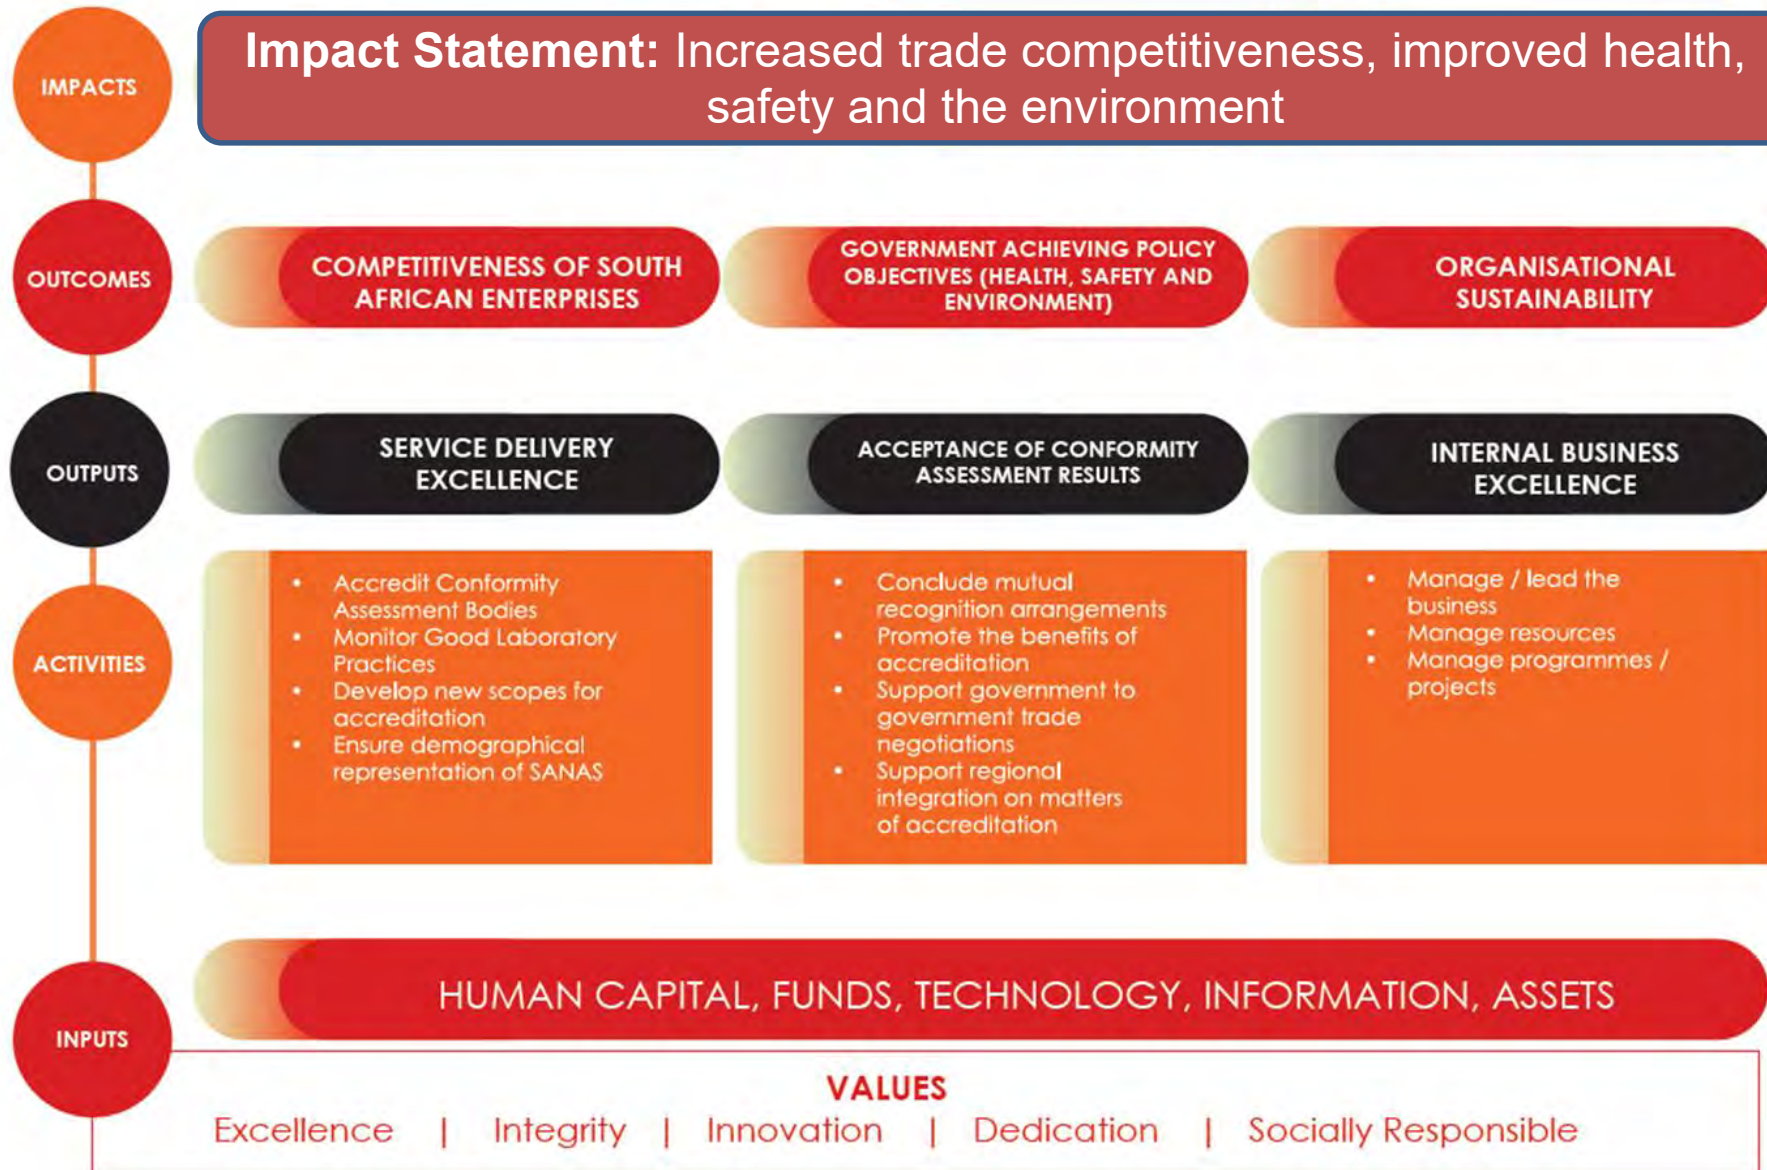 IMPACTS
Impact Statement: Increased trade competitiveness, improved health,
safety and the environment
OUTCOMES
COMPETITIVENESS OF SOUTH
AFRICAN ENTERPRISES
GOVERNMENT ACHIEVING POLICY
OBJECTIVES (HEALTH, SAFETY AND
ENVIRONMENT)
ORGANISATIONAL
SUSTAINABILITY
OUTPUTS
SERVICE DELIVERY
EXCELLENCE
ACCEPTANCE OF CONFORMITY
ASSESSMENT RESULTS
INTERNAL BUSINESS
EXCELLENCE
ACTIVITIES
• Accredit Conformity
Assessment Bodies
• Monitor Good Laboratory
Practices
• Develop new scopes for
accreditation
• Ensure demographical
representation of SANAS
• Conclude mutual
recognition arrangements
• Promote the benefits of
accreditation
• Support government to
government trade
negotiations
• Support regional
integration on matters
of accreditation
• Manage / lead the
business
• Manage resources
• Manage programmes /
projects
INPUTS
HUMAN CAPITAL, FUNDS, TECHNOLOGY, INFORMATION, ASSETS
VALUES
Excellence | Integrity | Innovation | Dedication | Socially Responsible